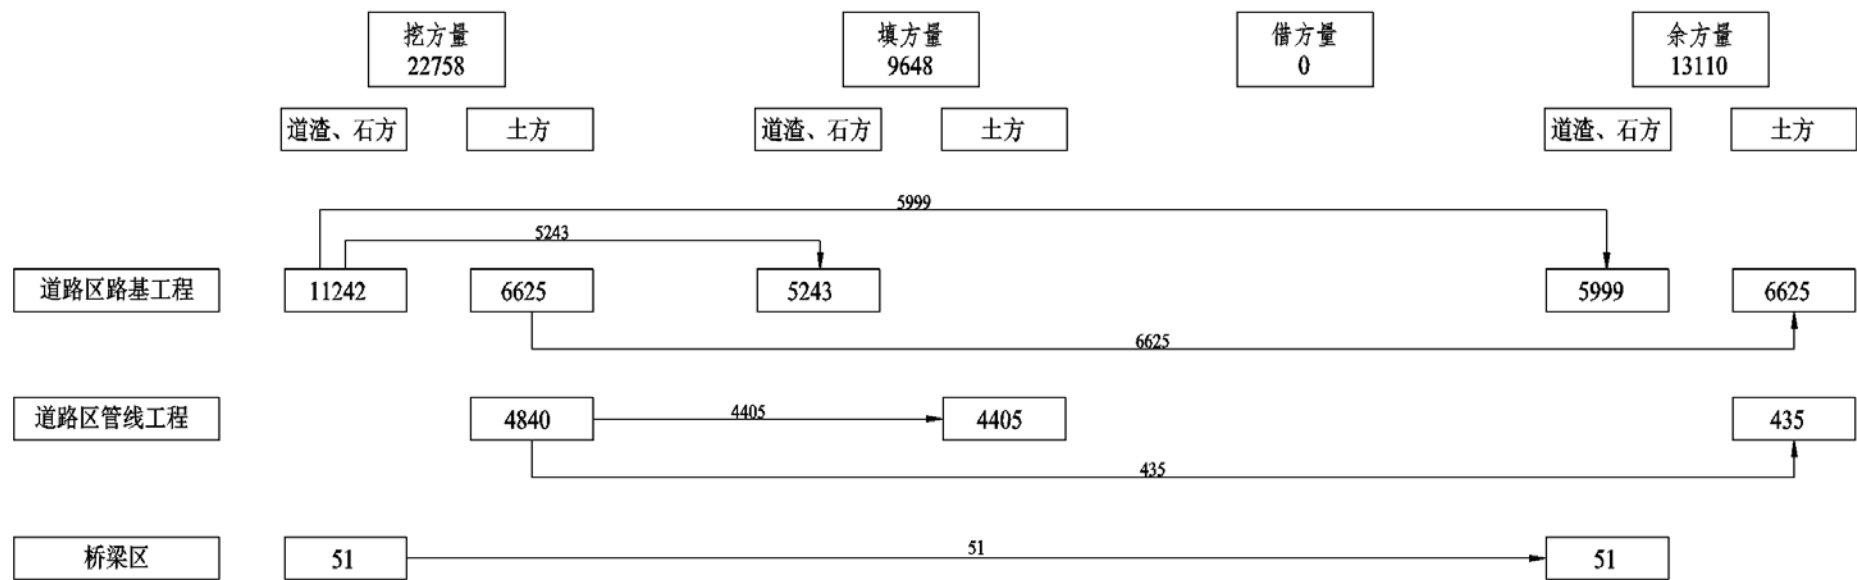 挖方量
22758
填方量
9648
借方量
0
余方量
13110
道渣、石方
土方
道渣、石方
土方
道渣、石方
土方
5999
5243
道路区路基工程
11242
6625
5243
5999
6625
6625
道路区管线工程
4840
4405
4405
435
435
桥梁区
51
51
51